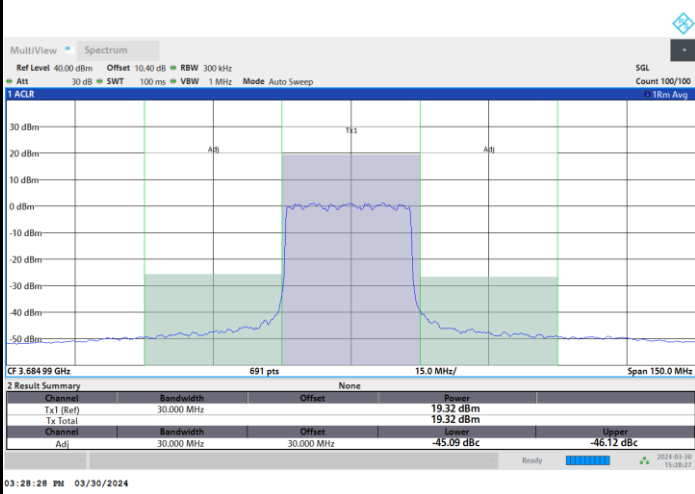 MultiView Spectrum
Ref Level 40.00 dBm Offset 10.40 dB RBW 300 kHz SGL
Att 30 dB SWT 100 ms VBW 1 MHz Mode Auto Sweep Count 100/100
1 ACLR 1Rm Avg
30 dBm
Tx1
20 dBm Adj Adj
10 dBm
0 dBm
-10 dBm
-20 dBm
-30 dBm
-40 dBm
-50 dBm
CF 3.684 99 GHz 691 pts 15.0 MHz/ Span 150.0 MHz
2 Result Summary None
Channel Bandwidth Offset Power
Tx1 (Ref) 30.000 MHz 19.32 dBm
Tx Total 19.32 dBm
Channel Bandwidth Offset Lower Upper
Adj 30.000 MHz 30.000 MHz -45.09 dBc -46.12 dBc
Ready 2024-03-30
15:28:27
03:28:28 PM 03/30/2024